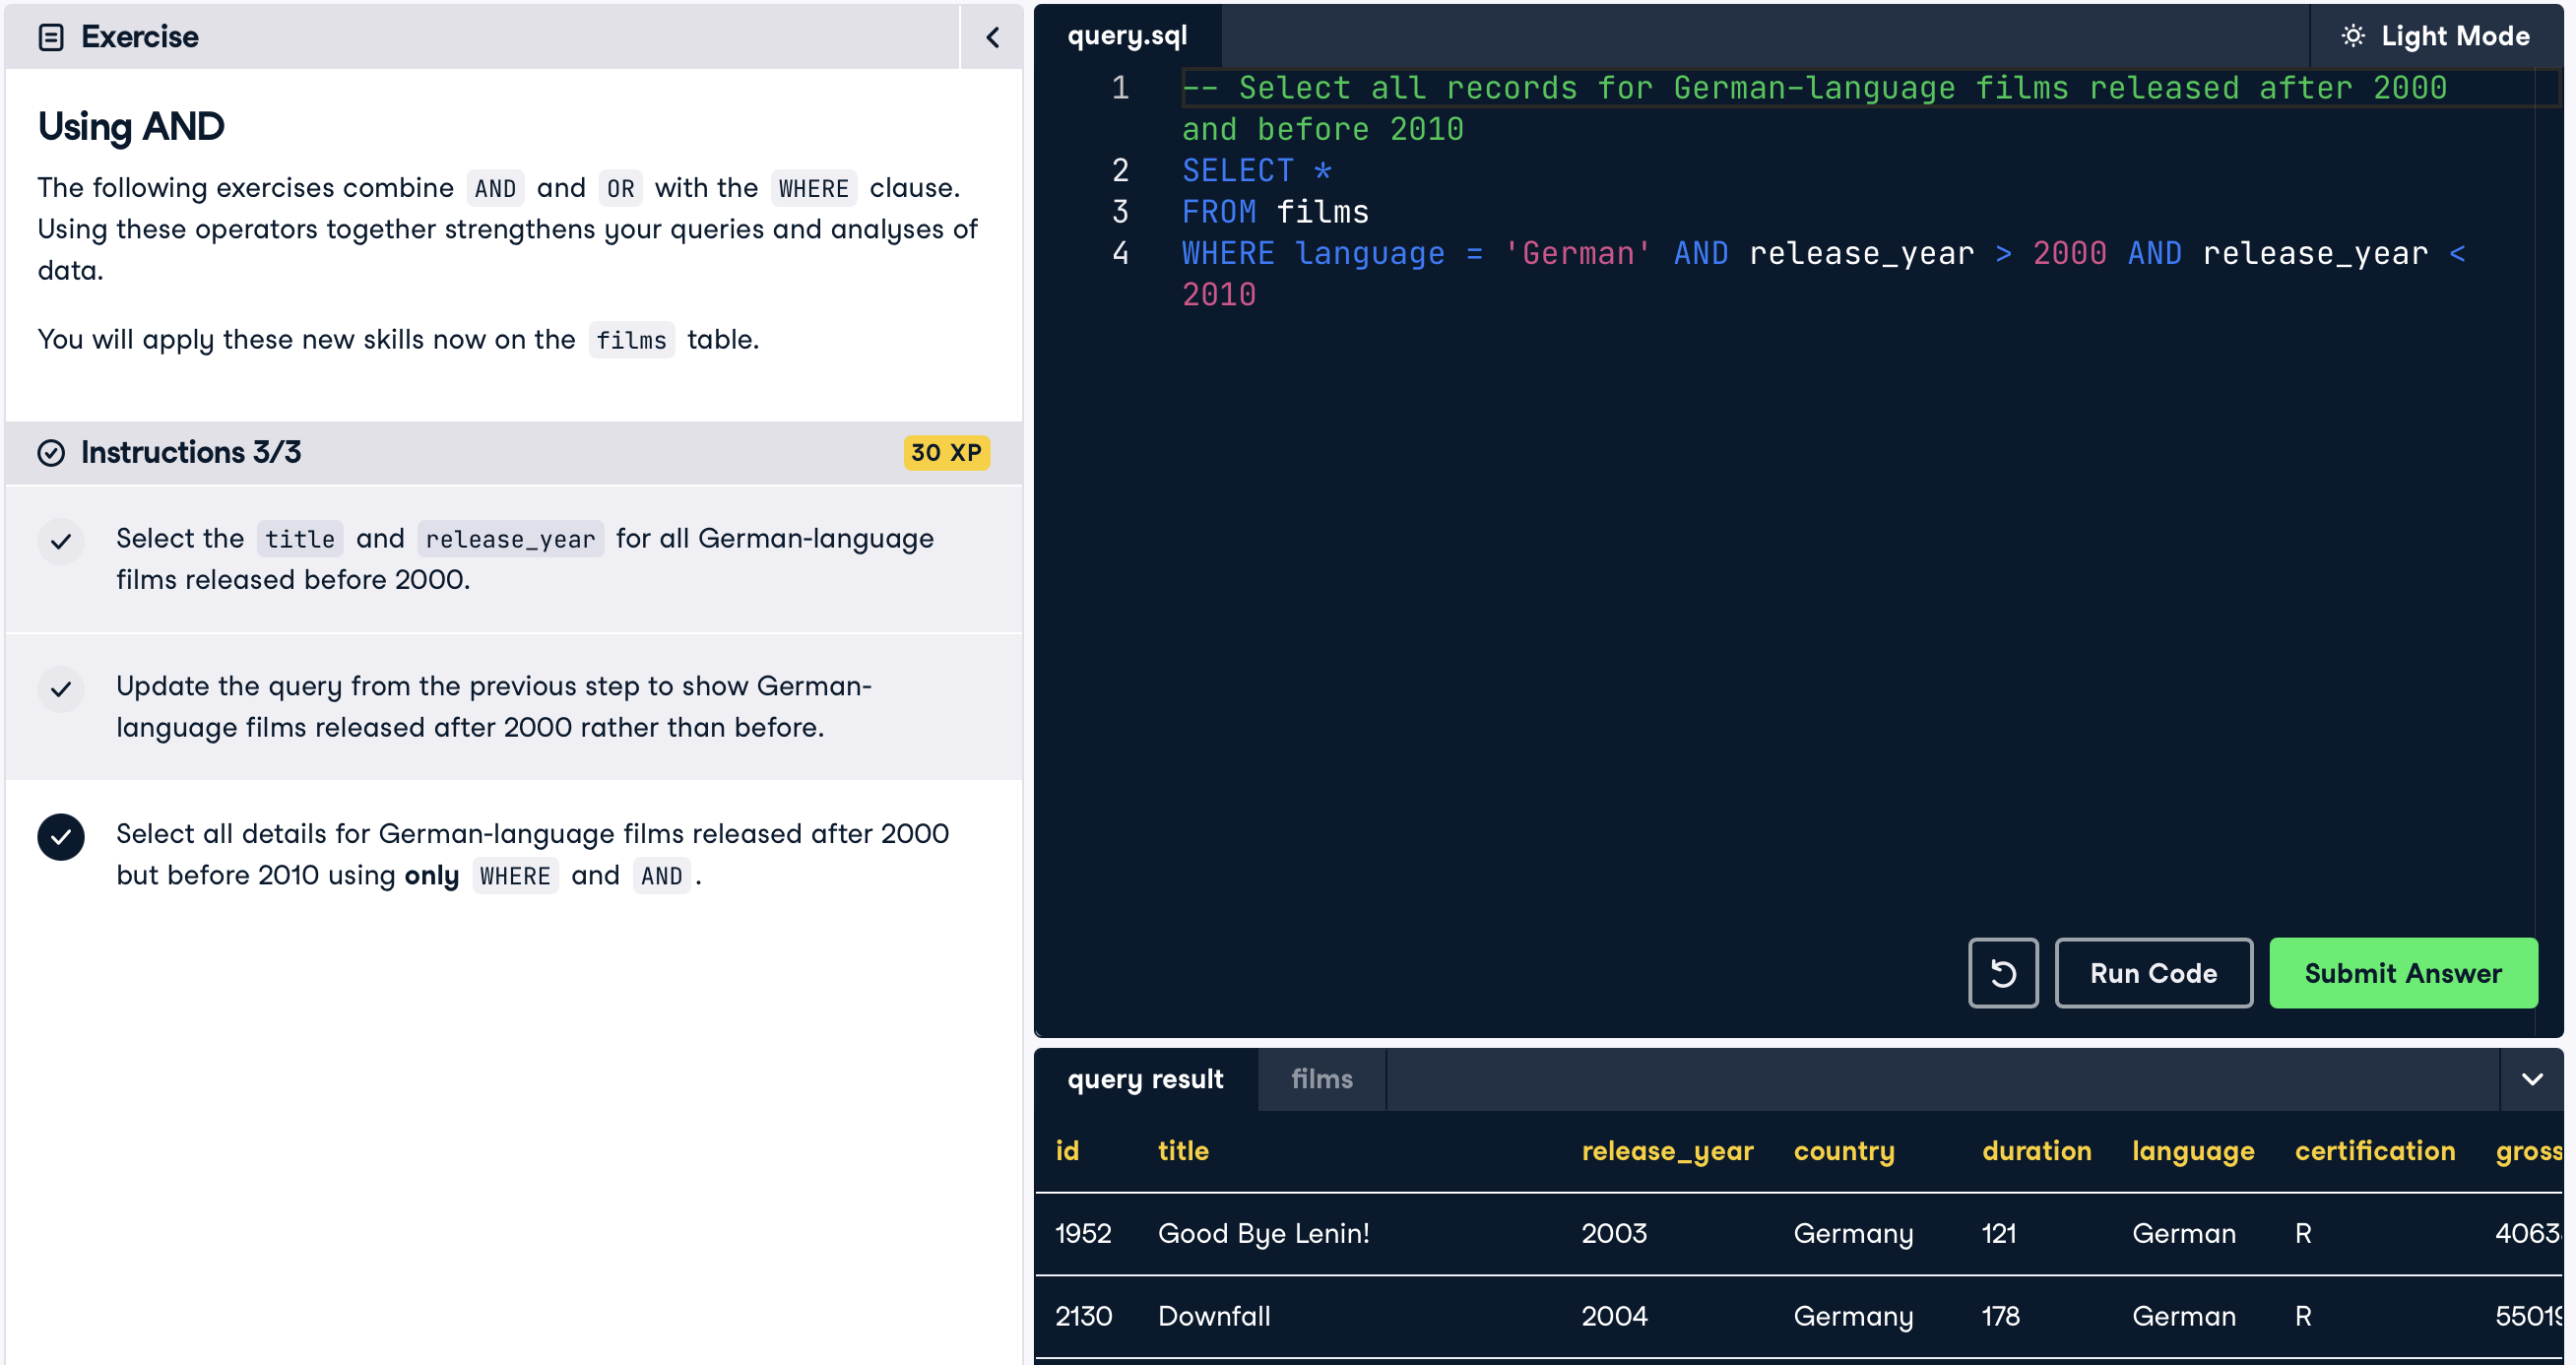 Exercise
Using AND
The following exercises combine AND and OR with the WHERE clause.
Using these operators together strengthens your queries and analyses of
data.
You will apply these new skills now on the films table.
Instructions 3/3
30 XP
Select the title and release_year for all German-language
films released before 2000.
Update the query from the previous step to show German-
language films released after 2000 rather than before.
Select all details for German-language films released after 2000
but before 2010 using only WHERE and AND.
query.sql
Light Mode
1 -- Select all records for German-language films released after 2000
and before 2010
2 SELECT *
3 FROM films
4 WHERE language = 'German' AND release_year > 2000 AND release_year <
2010
Run Code
Submit Answer
query result
films
id title release_year country duration language certification gross
1952 Good Bye Lenin! 2003 Germany 121 German R 4063
2130 Downfall 2004 Germany 178 German R 5501